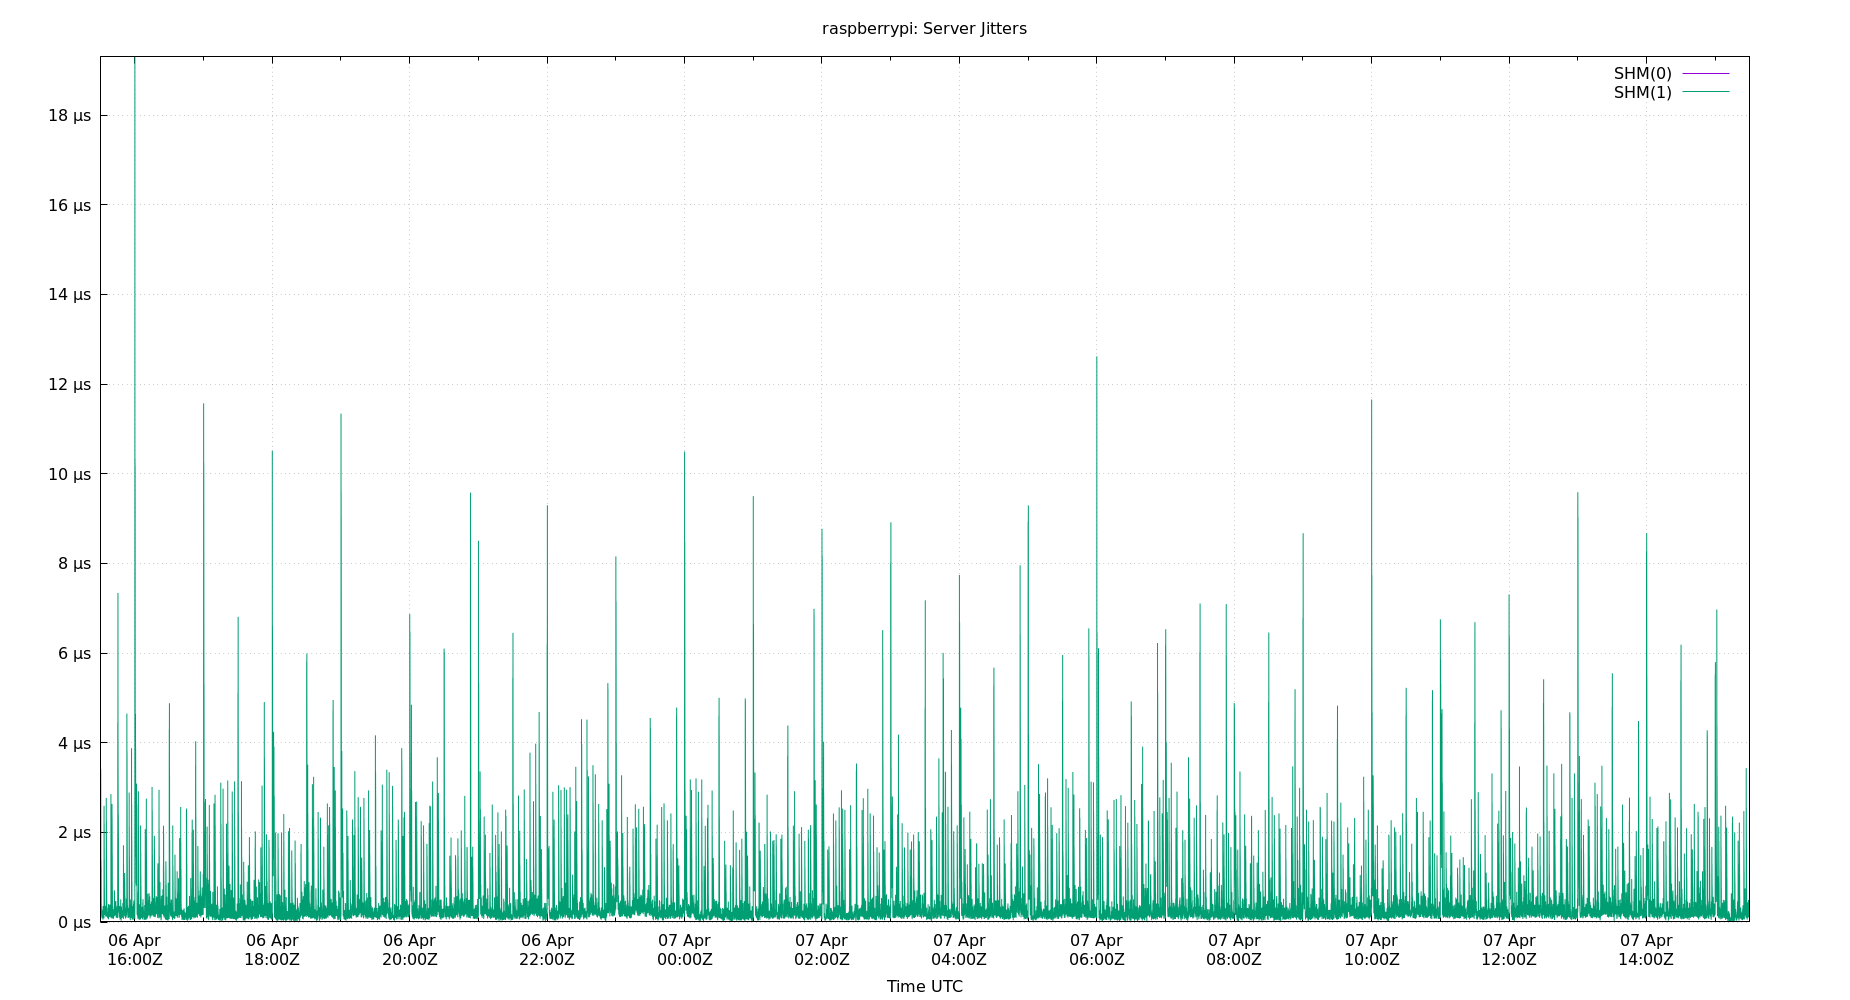 raspberrypi: Server Jitters
SHM(0)
SHM(1)
18 µs
16 µs
14 µs
12 µs
10 µs
8 µs
6 µs
4 µs
2 µs
0 µs
06 Apr 06 Apr 06 Apr 06 Apr 07 Apr 07 Apr 07 Apr 07 Apr 07 Apr 07 Apr 07 Apr 07 Apr
16:00Z 18:00Z 20:00Z 22:00Z 00:00Z 02:00Z 04:00Z 06:00Z 08:00Z 10:00Z 12:00Z 14:00Z
Time UTC